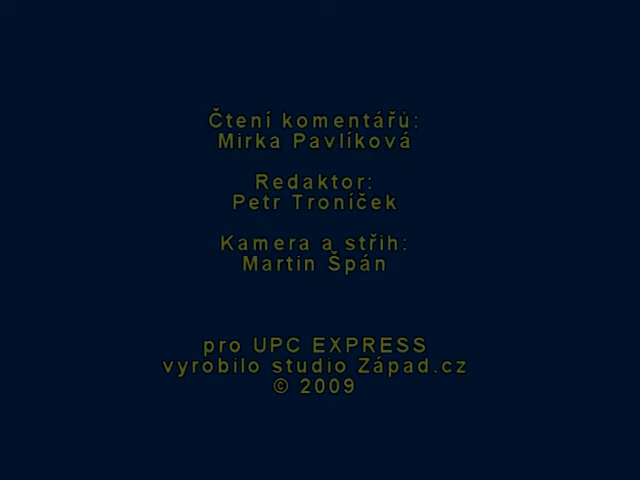 Čtení komentářů:
Mirka Pavlíková
Redaktor:
Petr Troníček
Kamera a střih:
Martin Špán
pro UPC EXPRESS
vyrobilo studio Západ.cz
© 2009